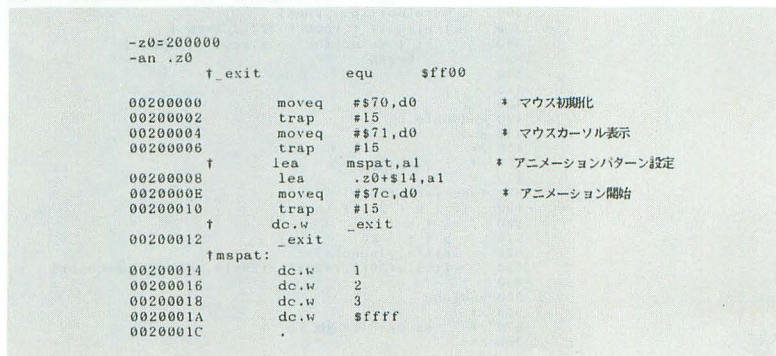 -z0=200000
-an .z0
†_exit equ $ff00
00200000 moveq #$70,d0 * マウス初期化
00200002 trap #15
00200004 moveq #$71,d0 * マウスカーソル表示
00200006 trap #15
† lea mspat,a1 * アニメーションパターン設定
00200008 lea .z0+$14,a1
0020000E moveq #$7c,d0 * アニメーション開始
00200010 trap #15
† dc.w _exit
00200012 _exit
†mspat:
00200014 dc.w 1
00200016 dc.w 2
00200018 dc.w 3
0020001A dc.w $ffff
0020001C .